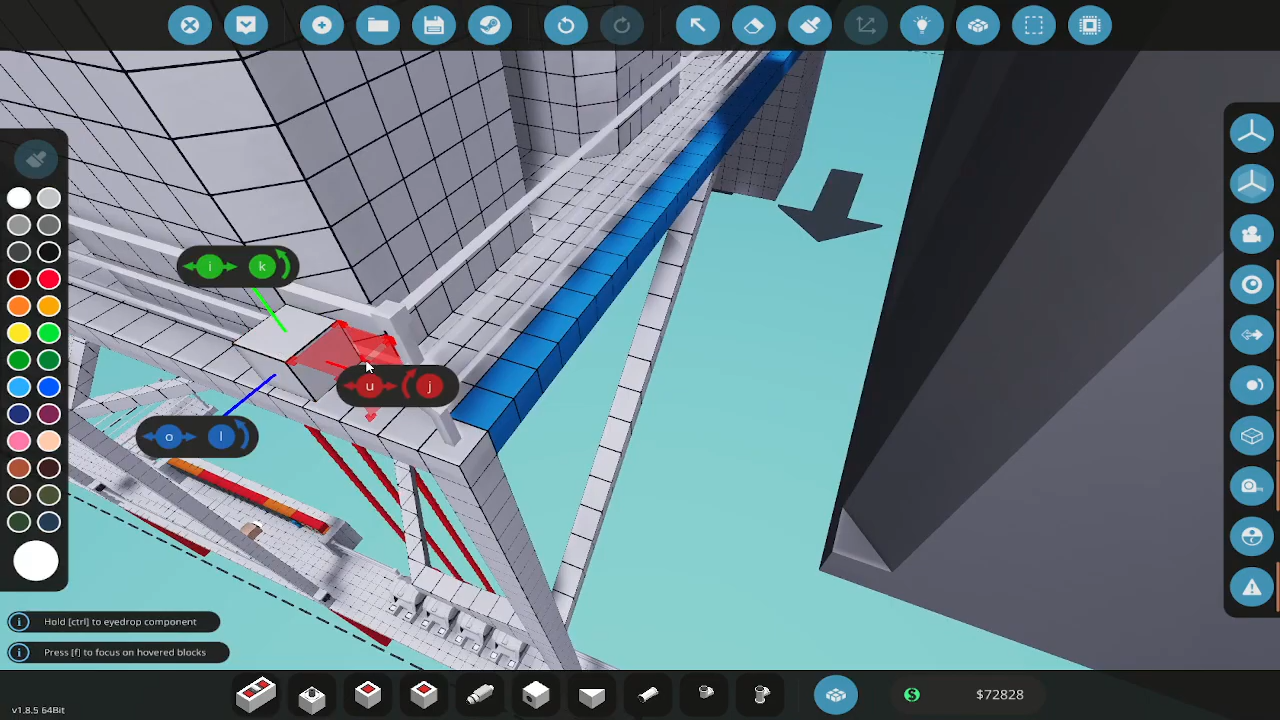 i k
u j
o l
Hold [ctrl] to eyedrop component
Press [f] to focus on hovered blocks
v1.8.5 64Bit
$ $72828